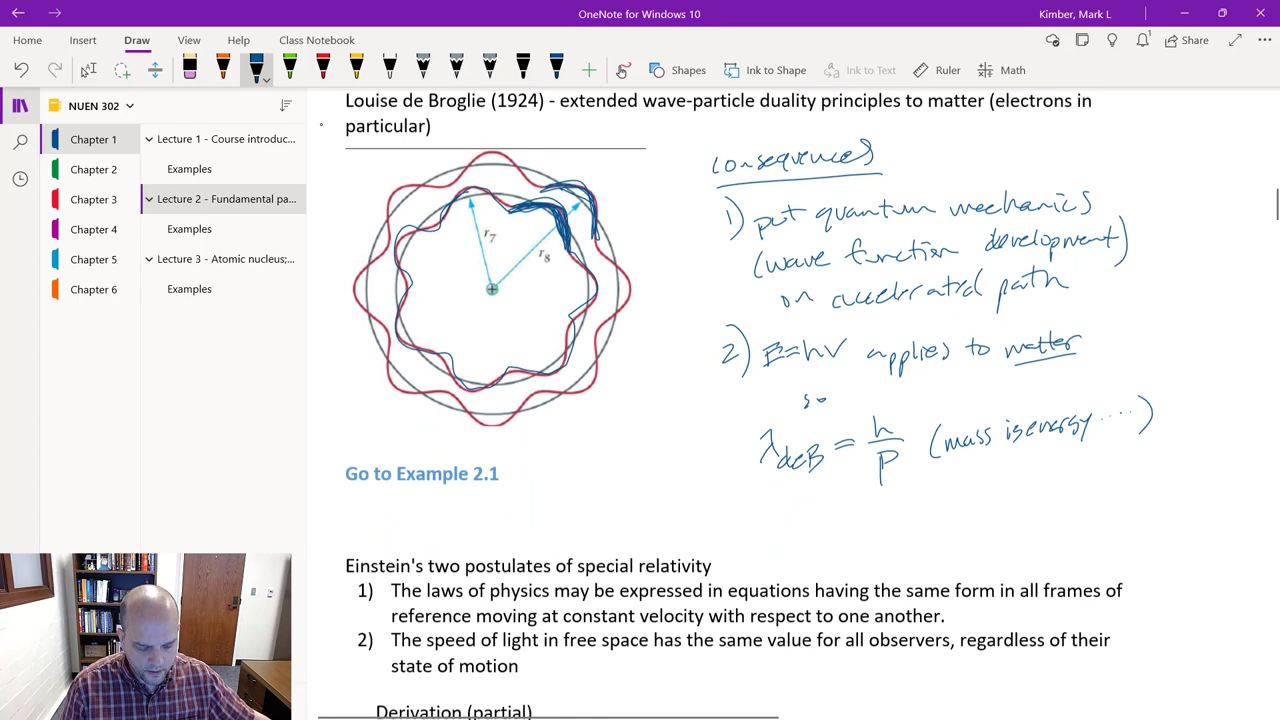 OneNote for Windows 10
Kimber, Mark L
Home
Insert
Draw
View
Help
Class Notebook
Share
Shapes
Ink to Shape
Ink to Text
Ruler
Math
NUEN 302
Chapter 1
Chapter 2
Chapter 3
Chapter 4
Chapter 5
Chapter 6
Lecture 1 - Course introduc...
Examples
Lecture 2 - Fundamental pa...
Examples
Lecture 3 - Atomic nucleus;...
Examples
Louise de Broglie (1924) - extended wave-particle duality principles to matter (electrons in
particular)
r7
r8
consequences
1) put quantum mechanics
(wave function development)
on accelerated path
2) E=hν applies to matter
so
λdeB = h/p (mass is energy ....)
Go to Example 2.1
Einstein's two postulates of special relativity
1) The laws of physics may be expressed in equations having the same form in all frames of
reference moving at constant velocity with respect to one another.
2) The speed of light in free space has the same value for all observers, regardless of their
state of motion
Derivation (partial)